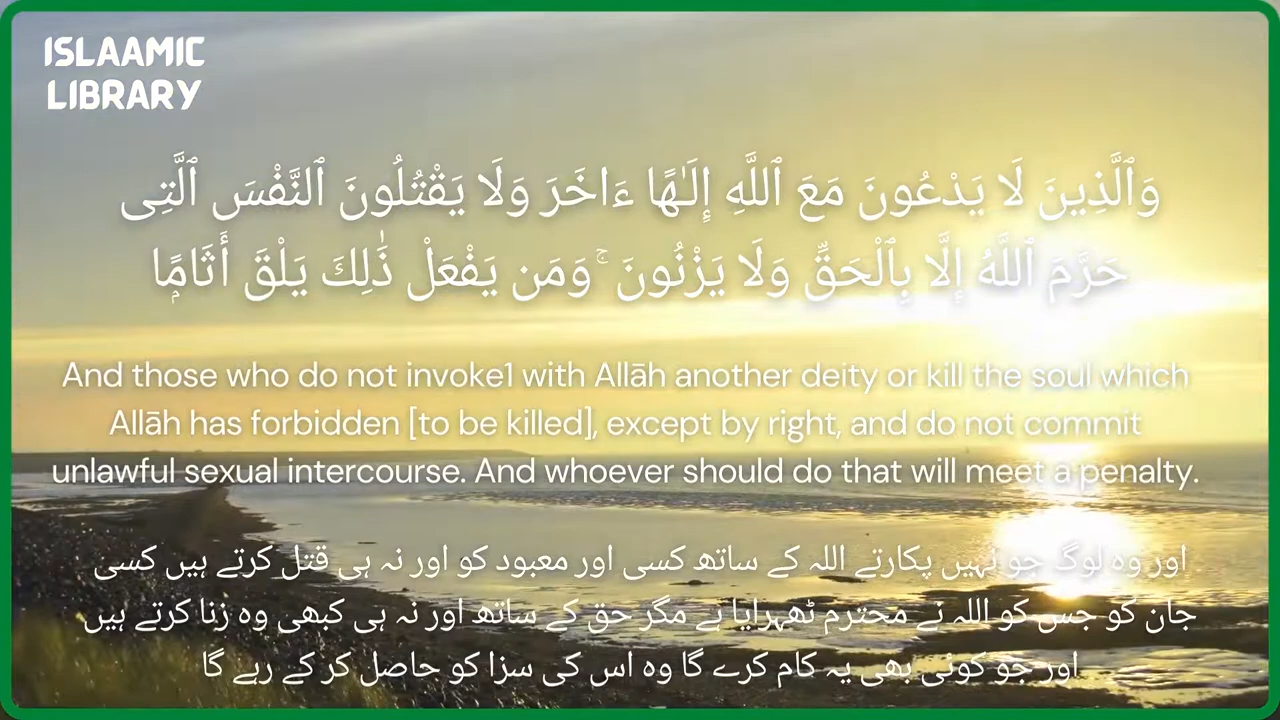 ISLAAMIC
LIBRARY
وَٱلَّذِينَ لَا يَدْعُونَ مَعَ ٱللَّهِ إِلَـٰهًا ءَاخَرَ وَلَا يَقْتُلُونَ ٱلنَّفْسَ ٱلَّتِى
حَرَّمَ ٱللَّهُ إِلَّا بِٱلْحَقِّ وَلَا يَزْنُونَ ۚ وَمَن يَفْعَلْ ذَٰلِكَ يَلْقَ أَثَامًۭا
And those who do not invoke1 with Allāh another deity or kill the soul which
Allāh has forbidden [to be killed], except by right, and do not commit
unlawful sexual intercourse. And whoever should do that will meet a penalty.
اور وہ لوگ جو نہیں پکارتے اللہ کے ساتھ کسی اور معبود کو اور نہ ہی قتل کرتے ہیں کسی
جان کو جس کو اللہ نے محترم ٹھہرایا ہے مگر حق کے ساتھ اور نہ ہی کبھی وہ زنا کرتے ہیں
اور جو کوئی بھی یہ کام کرے گا وہ اس کی سزا کو حاصل کر کے رہے گا